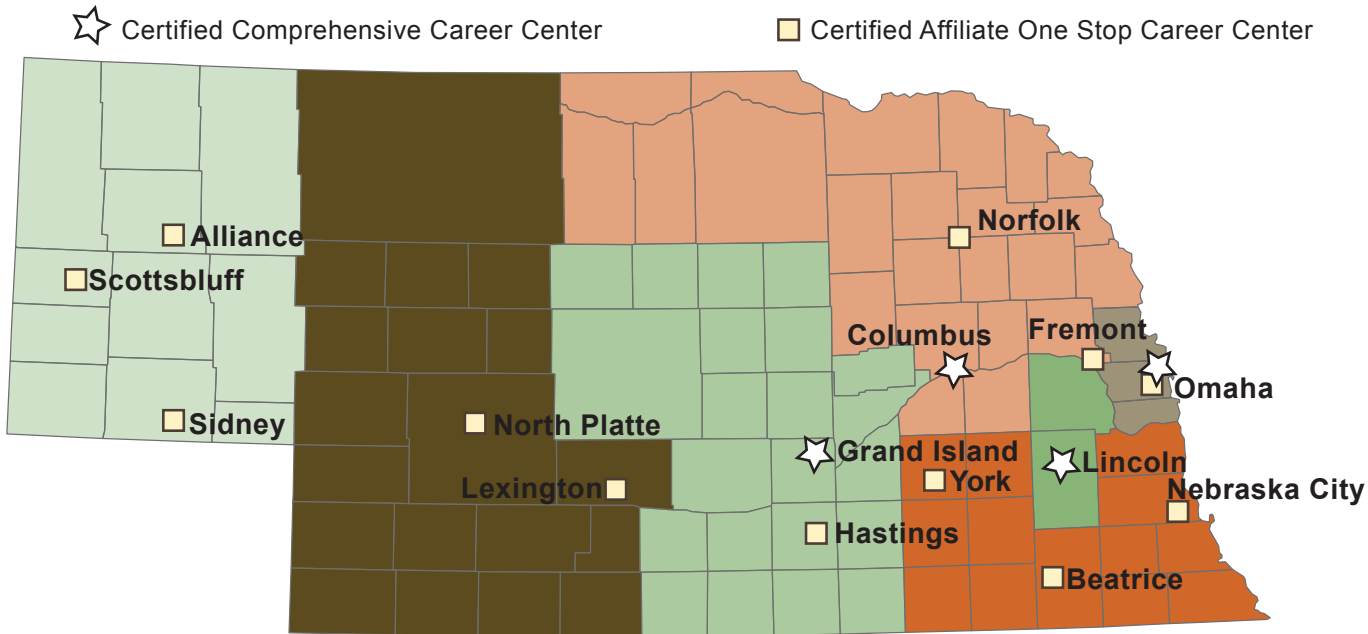 Certified Comprehensive Career Center
Certified Affiliate One Stop Career Center
Alliance
Norfolk
Scottsbluff
Columbus
Fremont
Omaha
Sidney
North Platte
Grand Island
Lincoln
Lexington
York
Nebraska City
Hastings
Beatrice